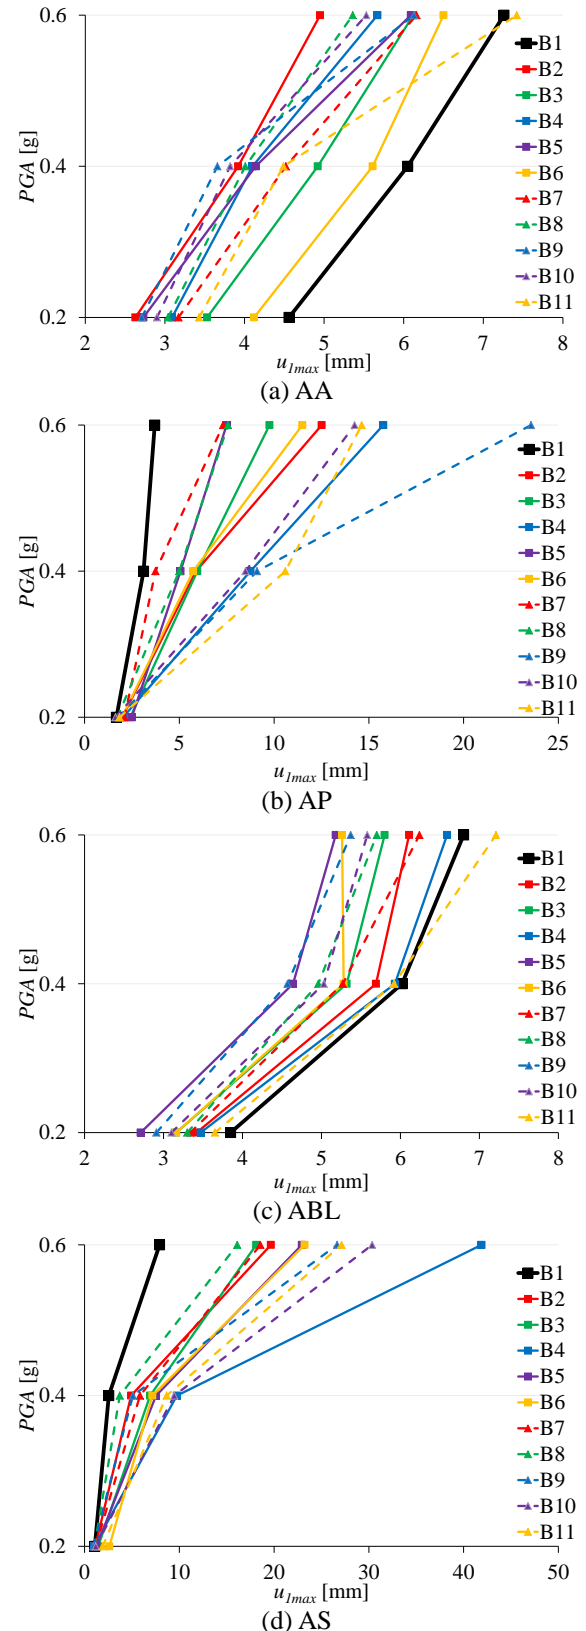 0.6
0.4
0.2
PGA [g]
2 3 4 5 6 7 8
u1max [mm]
B1
B2
B3
B4
B5
B6
B7
B8
B9
B10
B11
(a) AA
0.6
0.4
0.2
PGA [g]
0 5 10 15 20 25
u1max [mm]
B1
B2
B3
B4
B5
B6
B7
B8
B9
B10
B11
(b) AP
0.6
0.4
0.2
PGA [g]
2 3 4 5 6 7 8
u1max [mm]
B1
B2
B3
B4
B5
B6
B7
B8
B9
B10
B11
(c) ABL
0.6
0.4
0.2
PGA [g]
0 10 20 30 40 50
u1max [mm]
B1
B2
B3
B4
B5
B6
B7
B8
B9
B10
B11
(d) AS